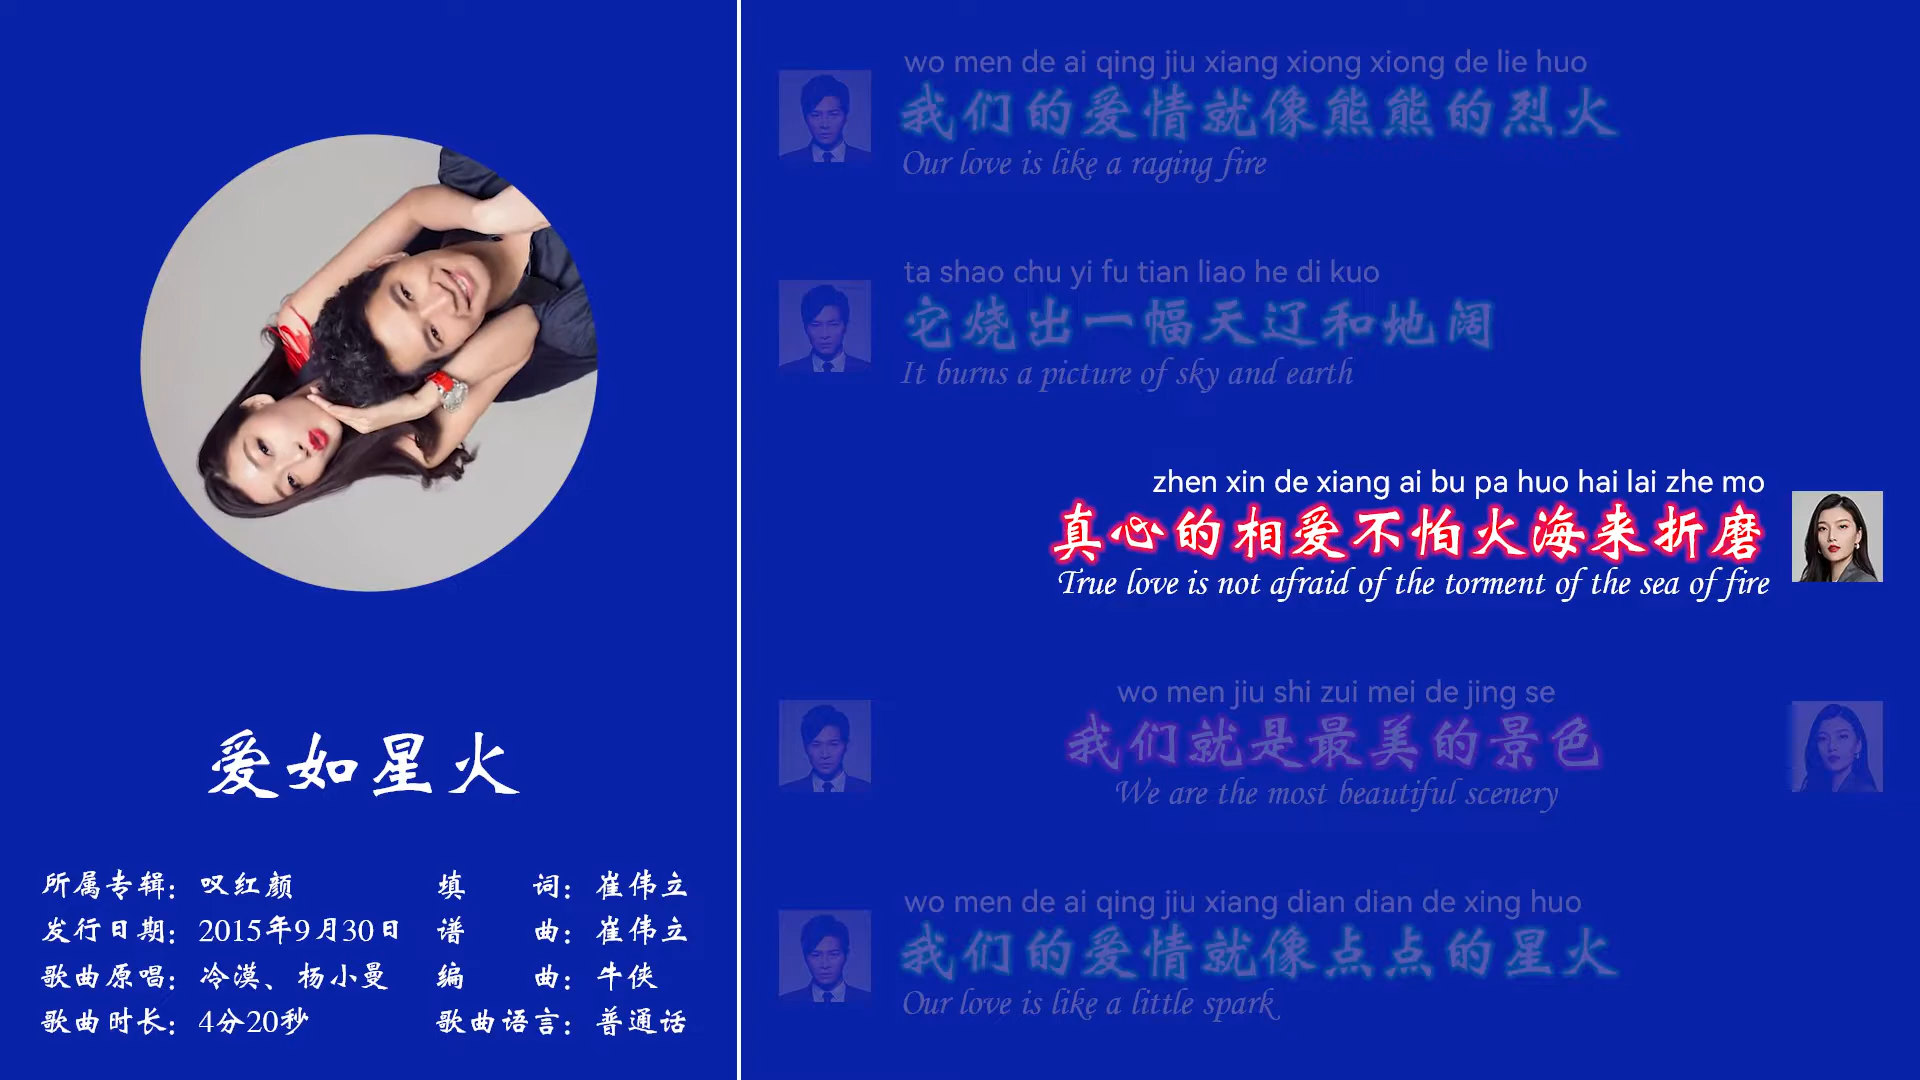 爱如星火
所属专辑：叹红颜
发行日期：2015年9月30日
歌曲原唱：冷漠、杨小曼
歌曲时长：4分20秒
填词：崔伟立
谱曲：崔伟立
编曲：牛侠
歌曲语言：普通话
wo men de ai qing jiu xiang xiong xiong de lie huo
我们的爱情就像熊熊的烈火
Our love is like a raging fire
ta shao chu yi fu tian liao he di kuo
它烧出一幅天辽和地阔
It burns a picture of sky and earth
zhen xin de xiang ai bu pa huo hai lai zhe mo
真心的相爱不怕火海来折磨
True love is not afraid of the torment of the sea of fire
wo men jiu shi zui mei de jing se
我们就是最美的景色
We are the most beautiful scenery
wo men de ai qing jiu xiang dian dian de xing huo
我们的爱情就像点点的星火
Our love is like a little spark